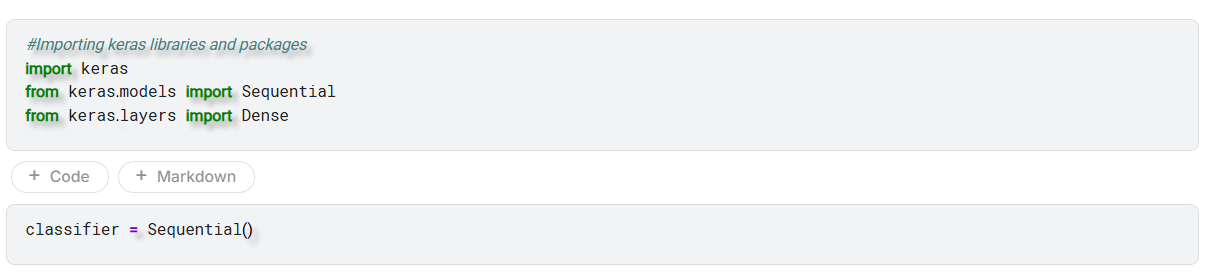 #Importing keras libraries and packages
import keras
from keras.models import Sequential
from keras.layers import Dense
+ Code + Markdown
classifier = Sequential()